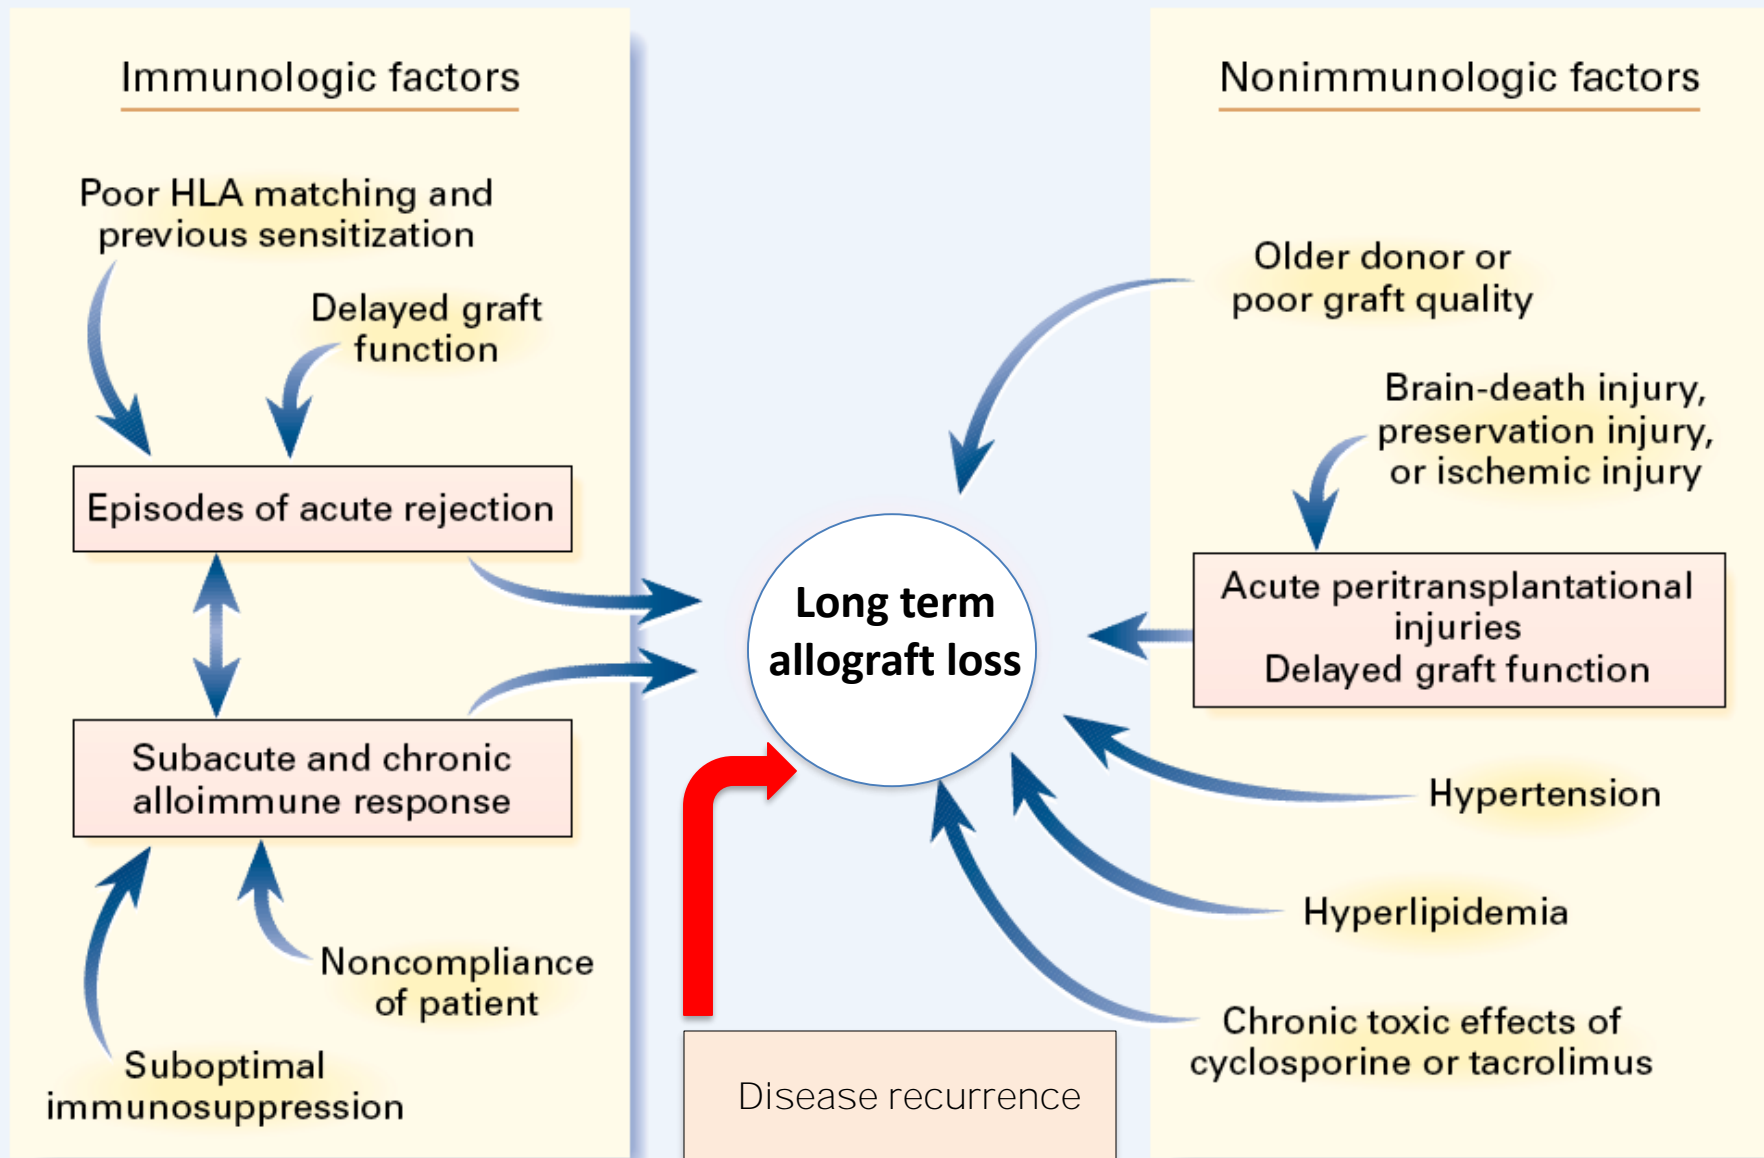 Immunologic factors
Poor HLA matching and
previous sensitization
Delayed graft
function
Episodes of acute rejection
Subacute and chronic
alloimmune response
Noncompliance
of patient
Suboptimal
immunosuppression
Long term
allograft loss
Disease recurrence
Nonimmunologic factors
Older donor or
poor graft quality
Brain-death injury,
preservation injury,
or ischemic injury
Acute peritransplantational
injuries
Delayed graft function
Hypertension
Hyperlipidemia
Chronic toxic effects of
cyclosporine or tacrolimus